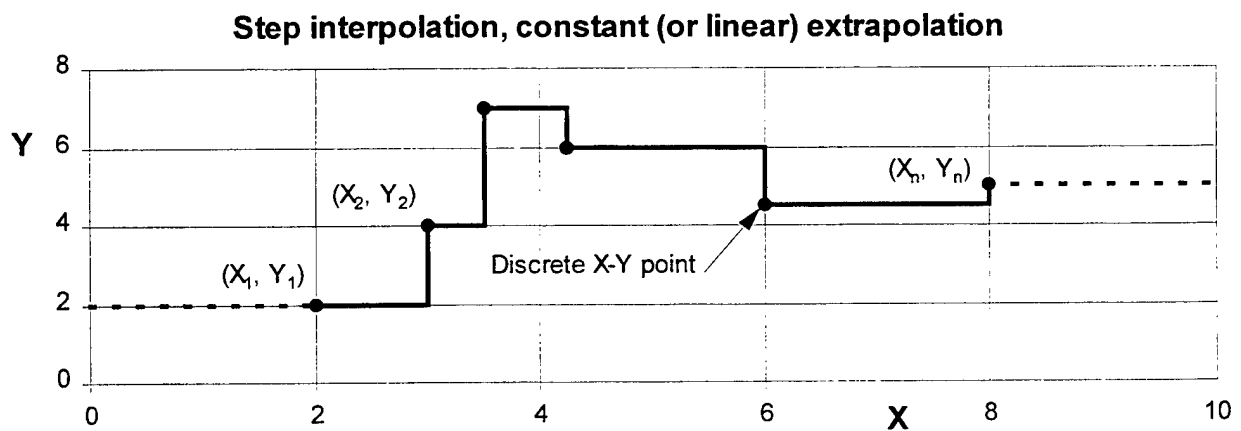 Step interpolation, constant (or linear) extrapolation
8
Y
6
(X₂, Y₂)
(Xₙ, Yₙ)
4
Discrete X-Y point
(X₁, Y₁)
2
0
0 2 4 6 X 8 10